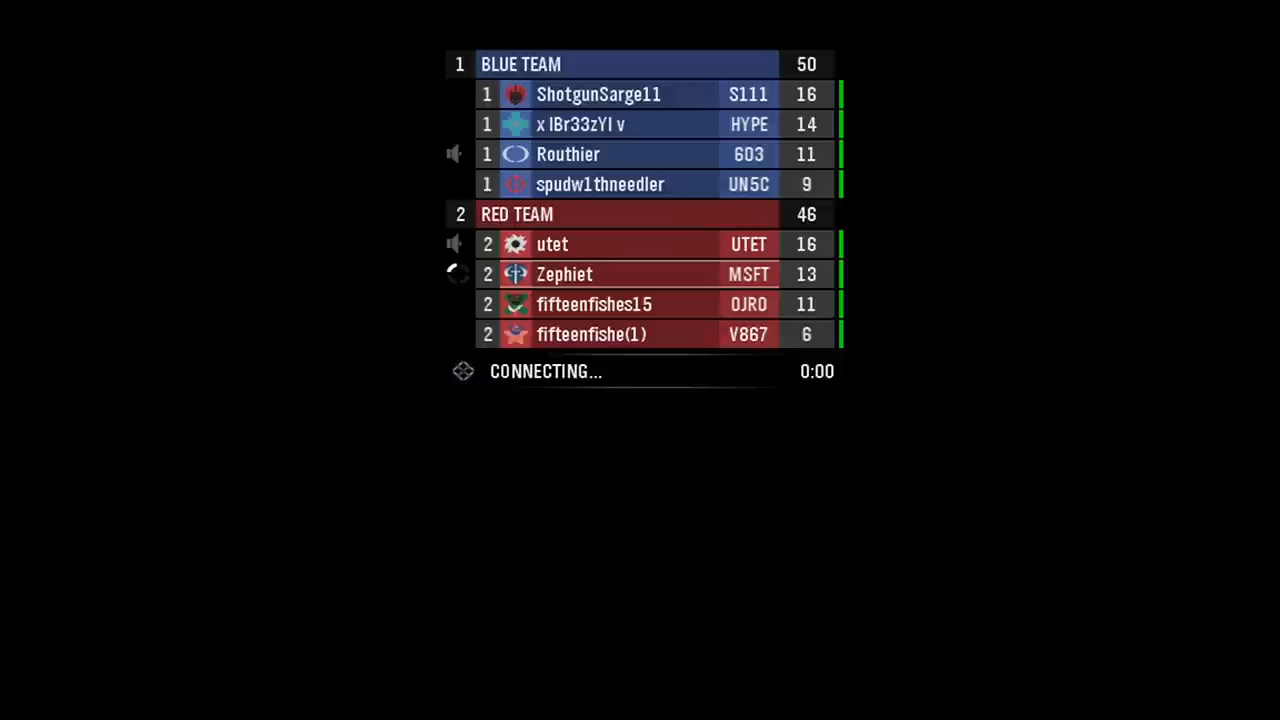 1 BLUE TEAM 50
1 ShotgunSarge11 S111 16
1 x lBr33zYl v HYPE 14
1 Routhier 603 11
1 spudw1thneedler UN5C 9
2 RED TEAM 46
2 utet UTET 16
2 Zephiet MSFT 13
2 fifteenfishes15 OJRO 11
2 fifteenfishe(1) V867 6
CONNECTING... 0:00